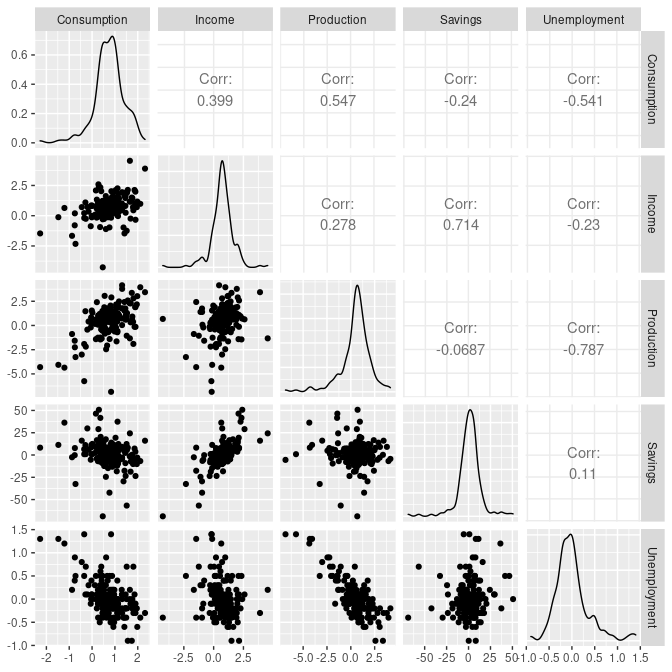 Consumption Income Production Savings Unemployment
0.6
0.4
0.2
0.0
Corr:
0.399
Corr:
0.547
Corr:
-0.24
Corr:
-0.541
Consumption
2.5
0.0
-2.5
Corr:
0.278
Corr:
0.714
Corr:
-0.23
Income
2.5
0.0
-2.5
-5.0
Corr:
-0.0687
Corr:
-0.787
Production
50
25
0
-25
-50
Corr:
0.11
Savings
1.5
1.0
0.5
0.0
-0.5
-1.0
Unemployment
-2 -1 0 1 2 -2.5 0.0 2.5 -5.0 -2.5 0.0 2.5 -50 -25 0 25 50 -1.0 -0.5 0.0 0.5 1.0 1.5